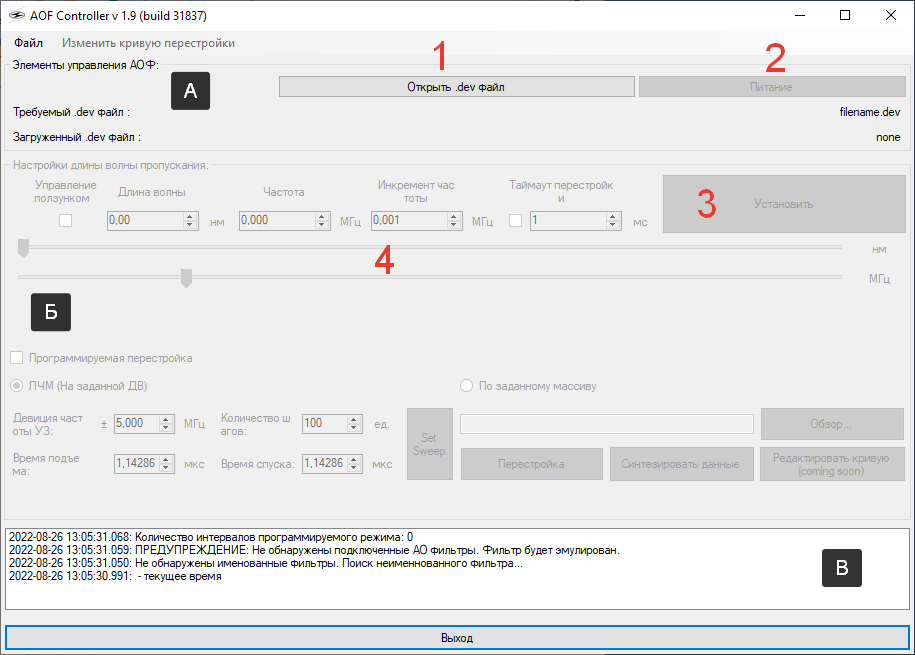 AOF Controller v 1.9 (build 31837)
Файл Изменить кривую перестройки
Элементы управления АОФ:
1 2
А
Открыть .dev файл Питание
Требуемый .dev файл : filename.dev
Загруженный .dev файл : none
Настройки длины волны пропускания:
Управление
ползунком
Длина волны
Частота
Инкремент час
тоты
Таймаут перестройк
и
0,00 нм 0,000 МГц 0,001 МГц 1 мс
3 Установить
нм
4
МГц
Б
Программируемая перестройка
ПЧМ (На заданной ДВ) По заданному массиву
Девиция част
оты УЗ:
± 5,000 МГц
Количество ш
агов:
100 ед.
Set
Sweep
Обзор...
Время подъе
ма:
1,14286 мкс Время спуска: 1,14286 мкс
Перестройка Синтезировать данные
Редактировать кривую
(coming soon)
2022-08-26 13:05:31.068: Количество интервалов программируемого режима: 0
2022-08-26 13:05:31.059: ПРЕДУПРЕЖДЕНИЕ: Не обнаружены подключенные АО фильтры. Фильтр будет эмулирован.
2022-08-26 13:05:31.050: Не обнаружены именованные фильтры. Поиск неименнованного фильтра...
2022-08-26 13:05:30.991: - текущее время
В
Выход